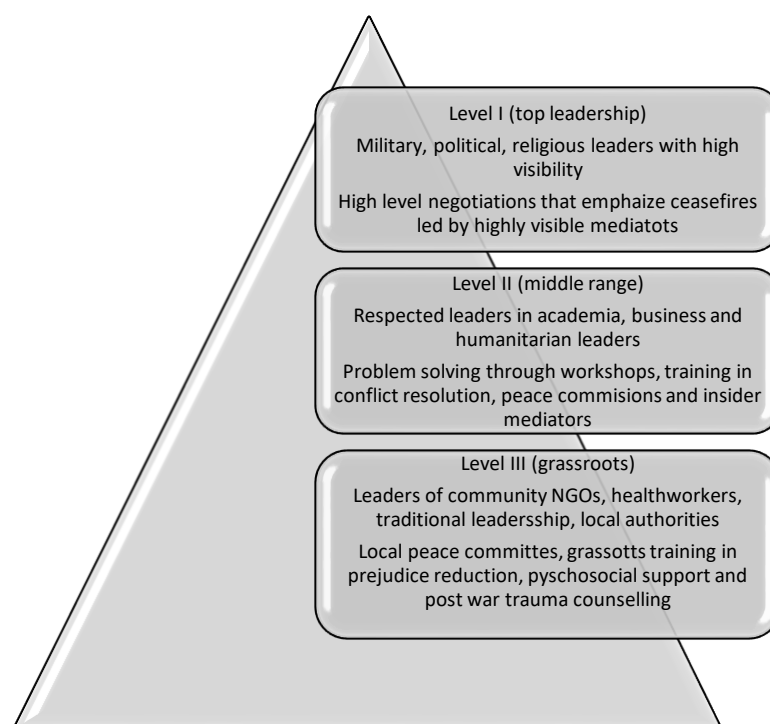 Level I (top leadership)
Military, political, religious leaders with high
visibility
High level negotiations that emphaize ceasefires
led by highly visible mediatots
Level II (middle range)
Respected leaders in academia, business and
humanitarian leaders
Problem solving through workshops, training in
conflict resolution, peace commisions and insider
mediators
Level III (grassroots)
Leaders of community NGOs, healthworkers,
traditional leadersship, local authorities
Local peace committes, grassotts training in
prejudice reduction, pyschosocial support and
post war trauma counselling